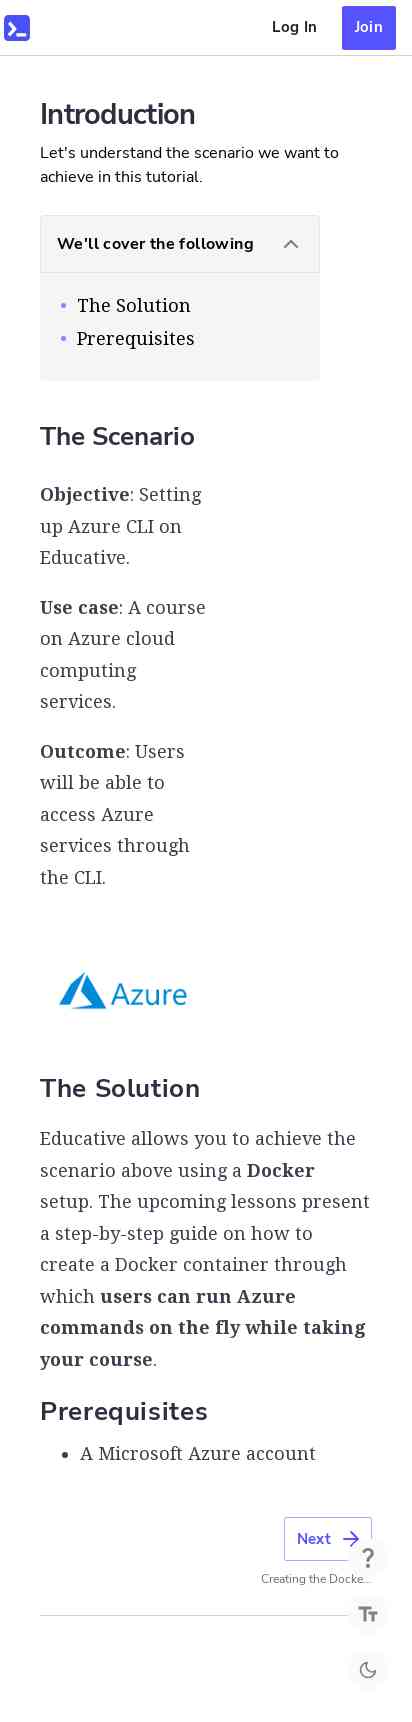 Log In
Join
Introduction
Let's understand the scenario we want to
achieve in this tutorial.
We'll cover the following
The Solution
Prerequisites
The Scenario
Objective: Setting
up Azure CLI on
Educative.
Use case: A course
on Azure cloud
computing
services.
Outcome: Users
will be able to
access Azure
services through
the CLI.
Azure
The Solution
Educative allows you to achieve the
scenario above using a Docker
setup. The upcoming lessons present
a step-by-step guide on how to
create a Docker container through
which users can run Azure
commands on the fly while taking
your course.
Prerequisites
• A Microsoft Azure account
Next
?
Creating the Docke...
Tт